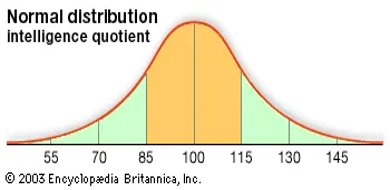 Normal distribution
intelligence quotient
55 70 85 100 115 130 145
© 2003 Encyclopædia Britannica, Inc.